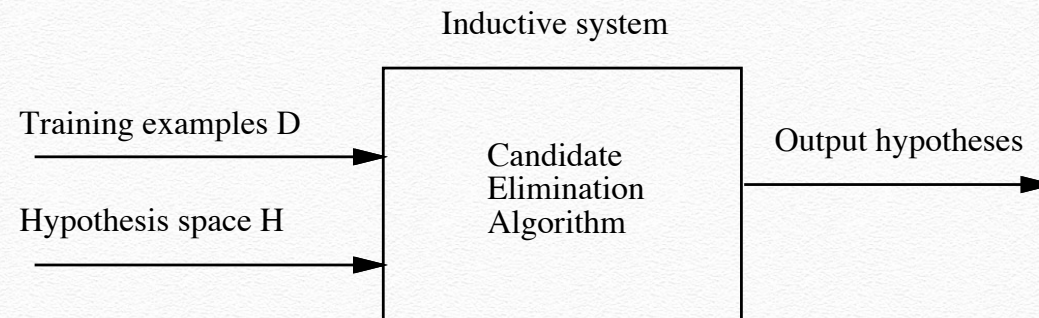 Inductive system
Training examples D
Hypothesis space H
Candidate
Elimination
Algorithm
Output hypotheses